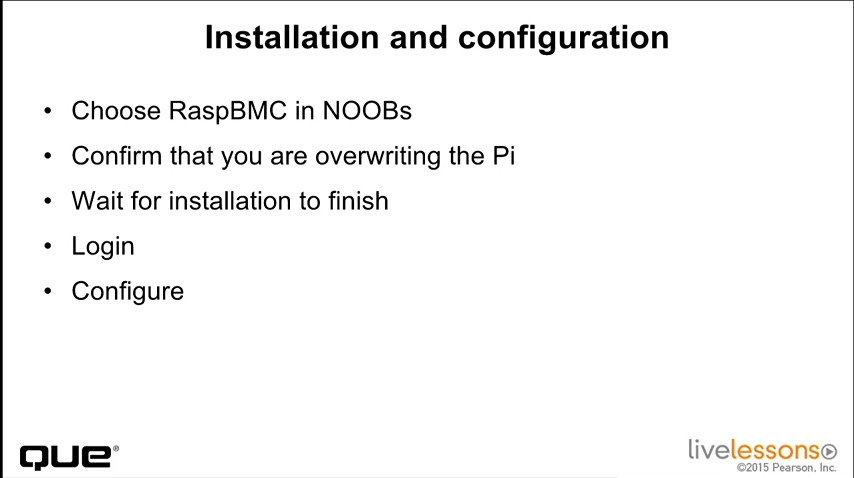 Installation and configuration
• Choose RaspBMC in NOOBs
• Confirm that you are overwriting the Pi
• Wait for installation to finish
• Login
• Configure
QUE®
livelessons
©2015 Pearson, Inc.